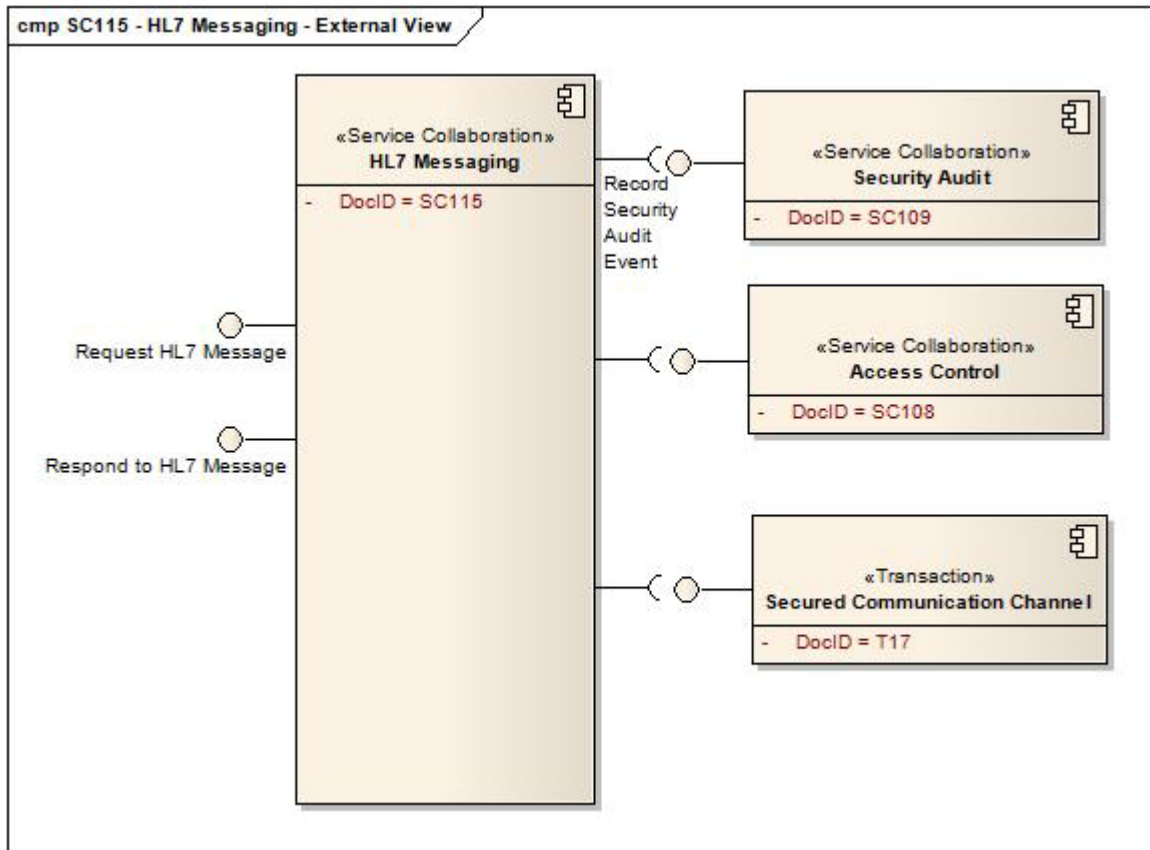 cmp SC115 - HL7 Messaging - External View
«Service Collaboration»
HL7 Messaging
- DocID = SC115
Request HL7 Message
Respond to HL7 Message
Record
Security
Audit
Event
«Service Collaboration»
Security Audit
- DocID = SC109
«Service Collaboration»
Access Control
- DocID = SC108
«Transaction»
Secured Communication Channel
- DocID = T17